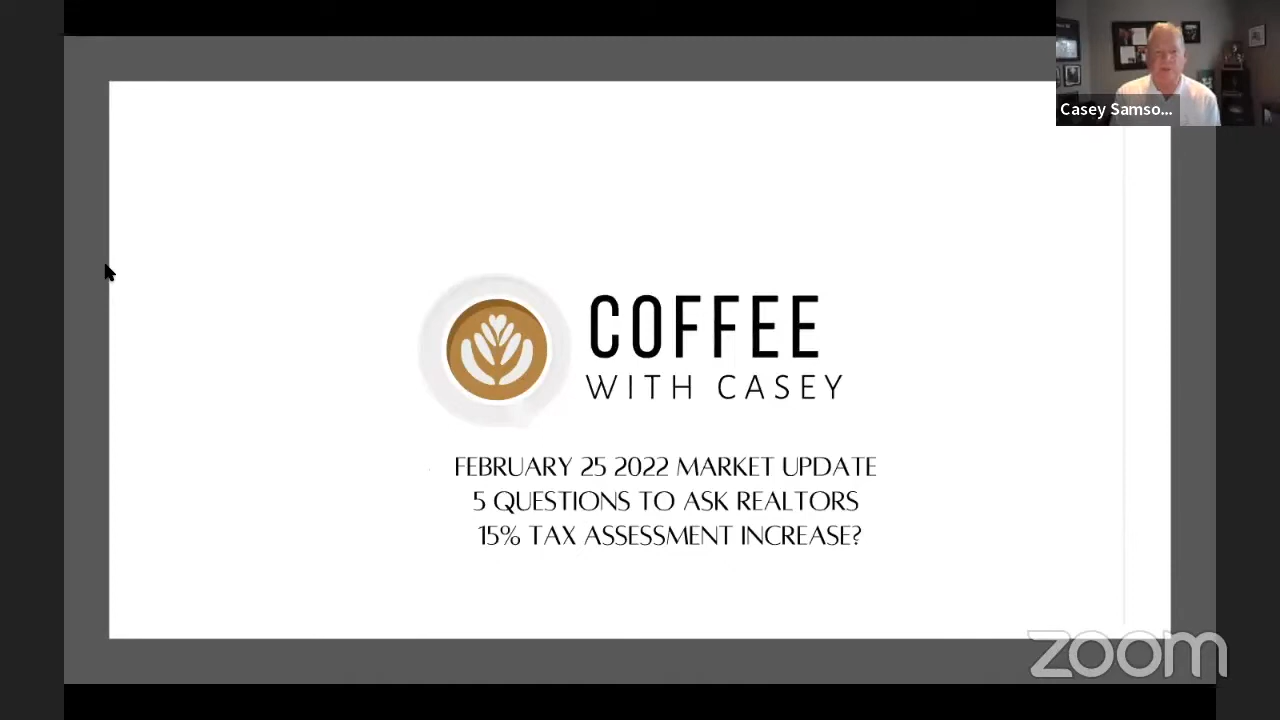 Casey Samso...
COFFEE
WITH CASEY
FEBRUARY 25 2022 MARKET UPDATE
5 QUESTIONS TO ASK REALTORS
15% TAX ASSESSMENT INCREASE?
zoom